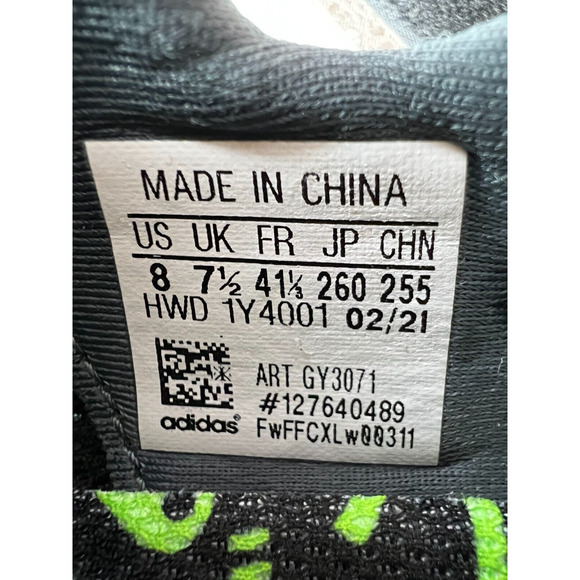 MADE IN CHINA
US UK FR JP CHN
8 7½ 41⅓ 260 255
HWD 1Y4001 02/21
ART GY3071
#127640489
adidas® FwFFCXLw00311